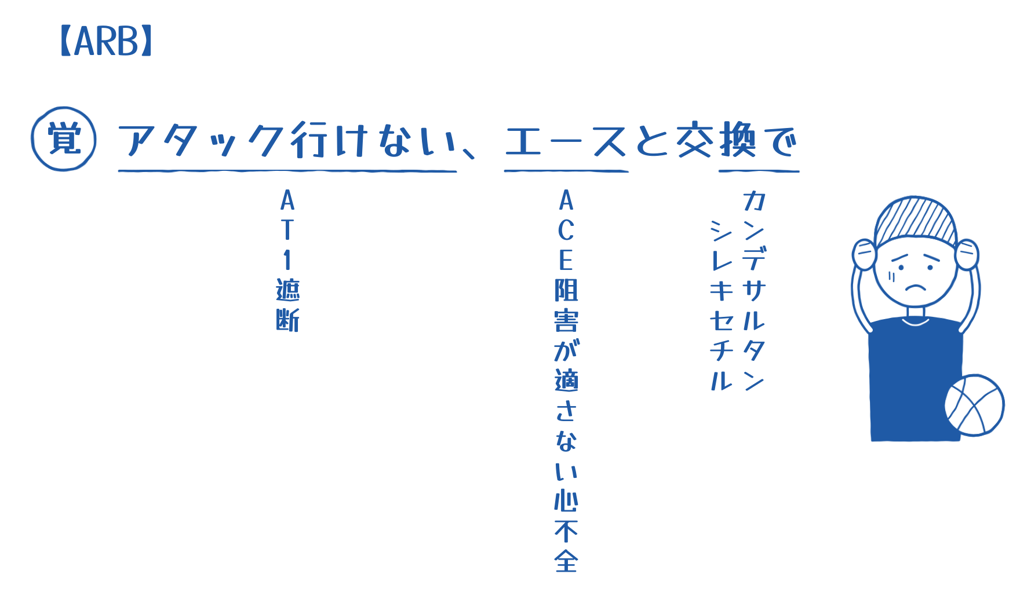 【ARB】
覚 アタック行けない、エースと交換で
AT1遮断
ACE阻害が適さない心不全
カンデサルタン
シレキセチル